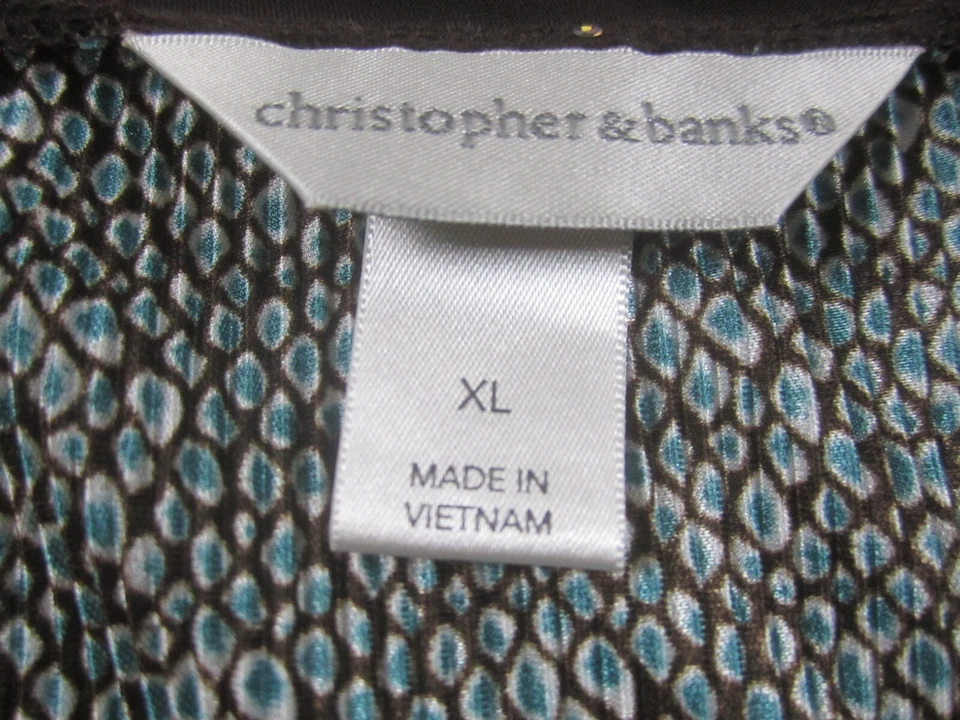 christopher & banks®
XL
MADE IN
VIETNAM